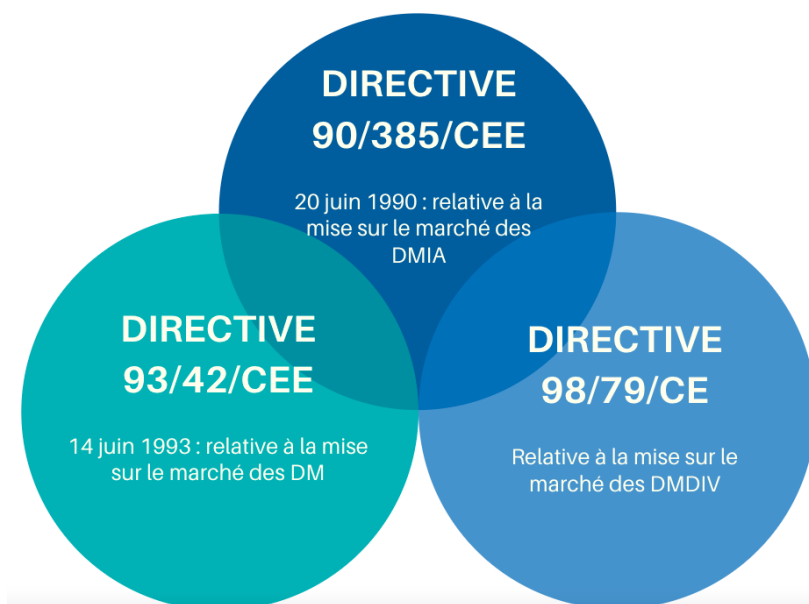 DIRECTIVE
90/385/CEE
20 juin 1990 : relative à la
mise sur le marché des
DMIA
DIRECTIVE
93/42/CEE
14 juin 1993 : relative à la mise
sur le marché des DM
DIRECTIVE
98/79/CE
Relative à la mise sur le
marché des DMDIV